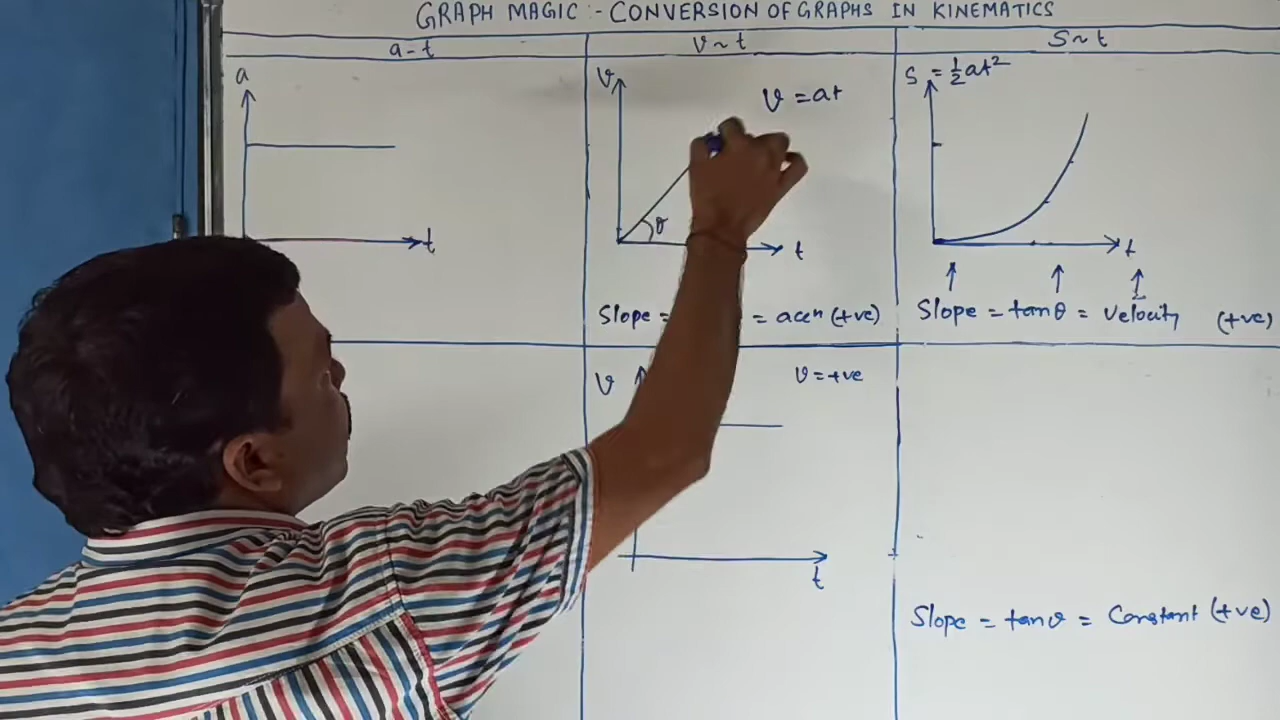 GRAPH MAGIC :- CONVERSION OF GRAPHS IN KINEMATICS
a - t
v ~ t
S ~ t
a
t
v
v = at
θ
t
Slope = = accn (+ve)
S = ½at²
t
Slope = tanθ = Velocity (+ve)
v
v = +ve
t
Slope = tanθ = Constant (+ve)